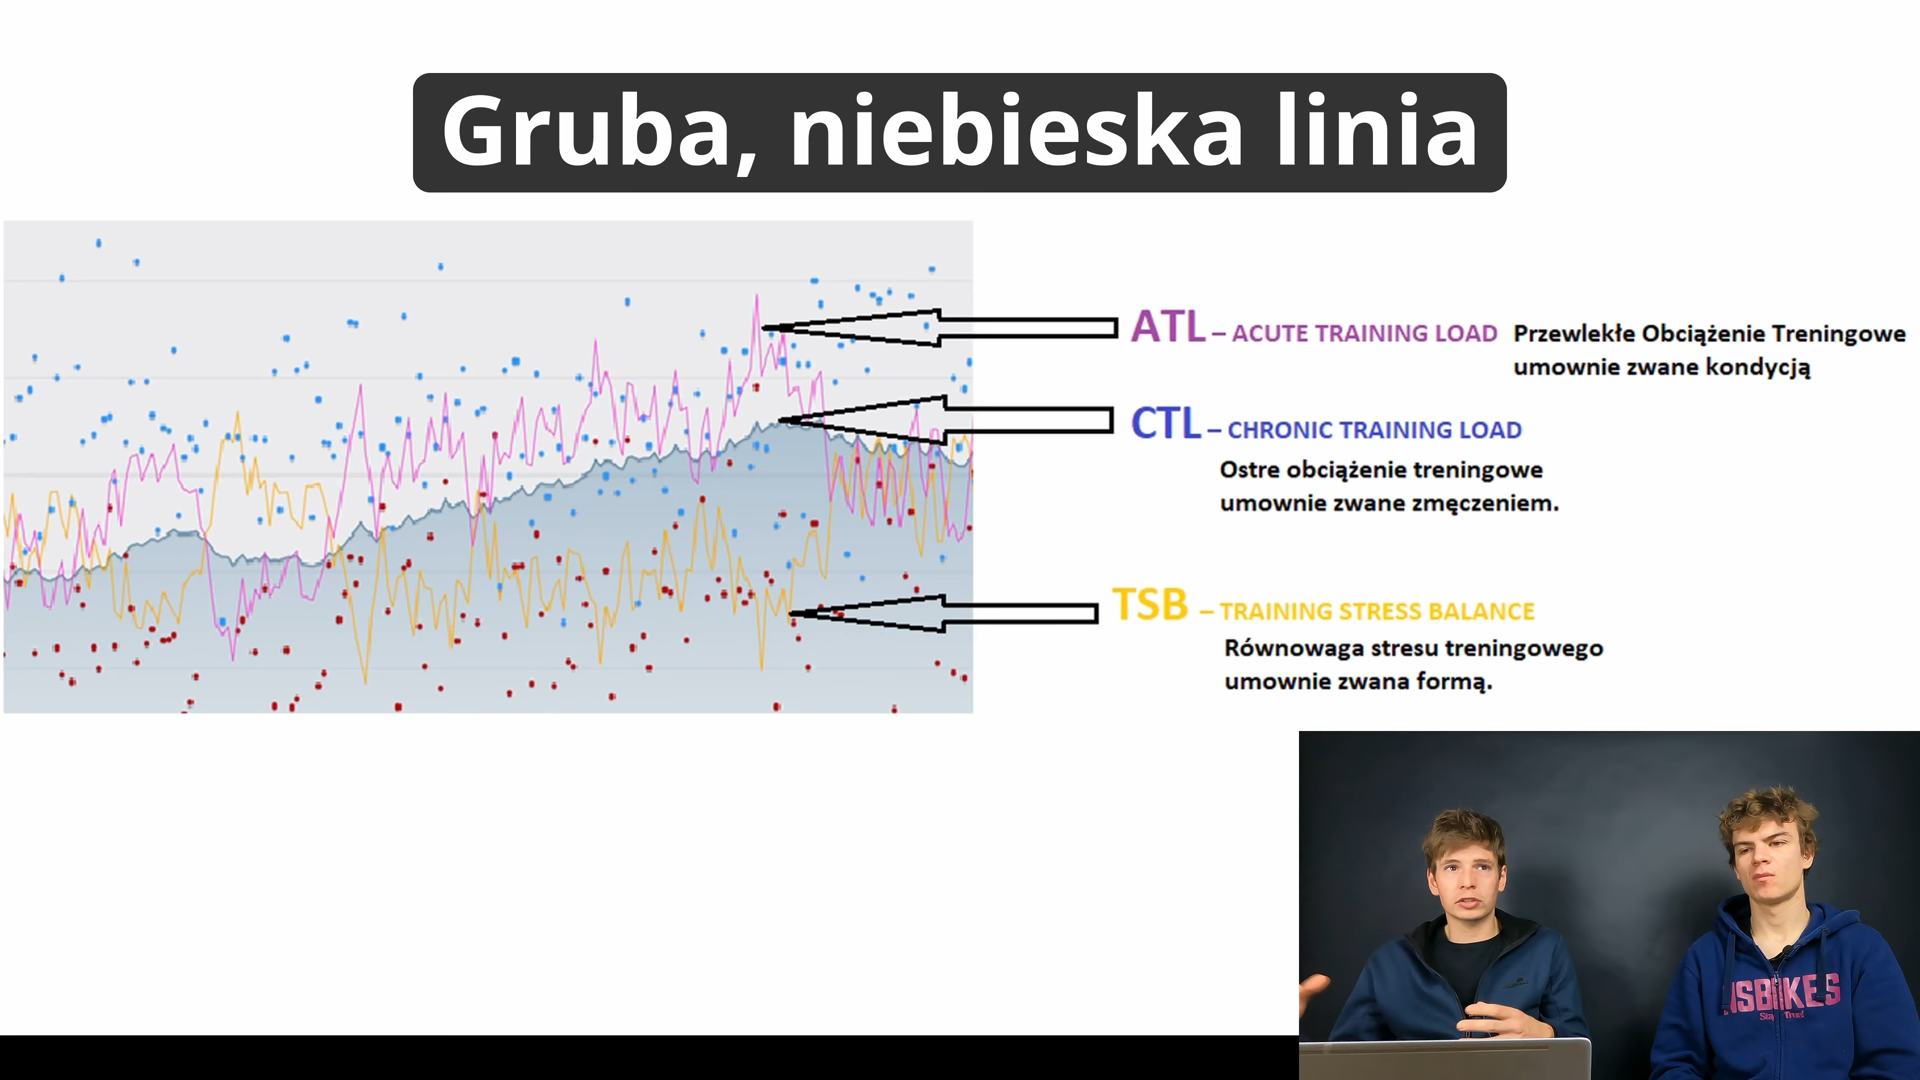 Gruba, niebieska linia
ATL – ACUTE TRAINING LOAD Przewlekłe Obciążenie Treningowe
umownie zwane kondycją
CTL – CHRONIC TRAINING LOAD
Ostre obciążenie treningowe
umownie zwane zmęczeniem.
TSB – TRAINING STRESS BALANCE
Równowaga stresu treningowego
umownie zwana formą.